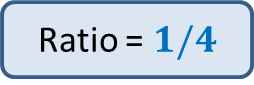 Ratio = 1/4